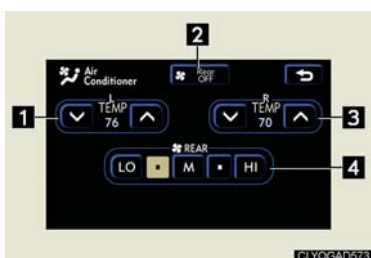 2
Air
Conditioner
Rear
OFF
L
TEMP
76
R
TEMP
70
1
3
REAR
LO
M
HI
4
CLYOGAD573